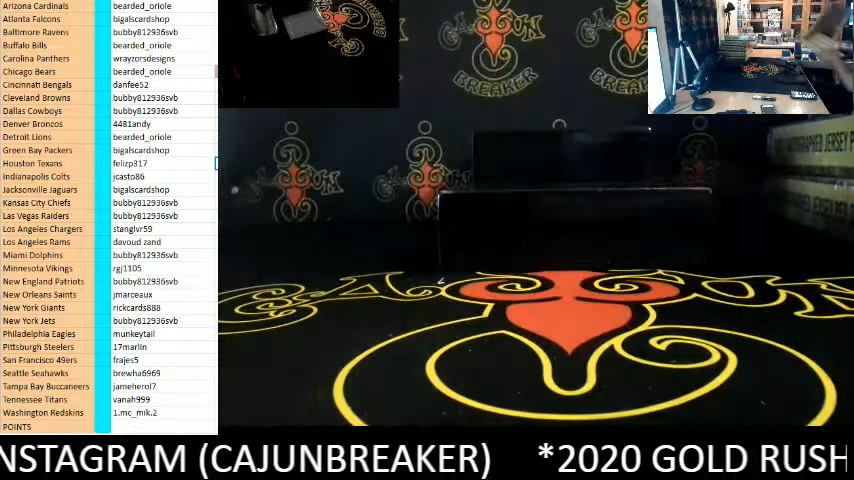 Arizona Cardinals bearded_oriole
Atlanta Falcons bigalscardshop
Baltimore Ravens bubby812936svb
Buffalo Bills bearded_oriole
Carolina Panthers wrayzorsdesigns
Chicago Bears bearded_oriole
Cincinnati Bengals danfee52
Cleveland Browns bubby812936svb
Dallas Cowboys bubby812936svb
Denver Broncos 4481andy
Detroit Lions bearded_oriole
Green Bay Packers bigalscardshop
Houston Texans felizp317
Indianapolis Colts jcasto86
Jacksonville Jaguars bigalscardshop
Kansas City Chiefs bubby812936svb
Las Vegas Raiders bubby812936svb
Los Angeles Chargers stanglvr59
Los Angeles Rams davoud zand
Miami Dolphins bubby812936svb
Minnesota Vikings rgj1105
New England Patriots bubby812936svb
New Orleans Saints jmarceaux
New York Giants rickcards888
New York Jets bubby812936svb
Philadelphia Eagles munkeytail
Pittsburgh Steelers 17marlin
San Francisco 49ers frajes5
Seattle Seahawks brewha6969
Tampa Bay Buccaneers jameherol7
Tennessee Titans vanah999
Washington Redskins 1.mc_mik.2
POINTS
BREAKER
BREAKER
AUTOGRAPHED JERSEY
NSTAGRAM (CAJUNBREAKER) *2020 GOLD RUSH